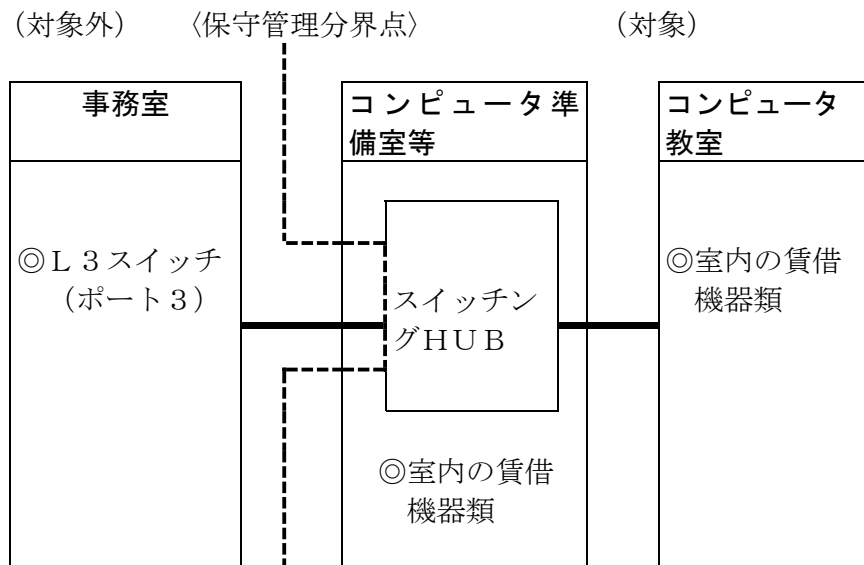 （対象外）　〈保守管理分界点〉　（対象）
事務室
コンピュータ準
備室等
コンピュータ
教室
◎Ｌ３スイッチ
（ポート３）
スイッチン
グＨＵＢ
◎室内の賃借
機器類
◎室内の賃借
機器類